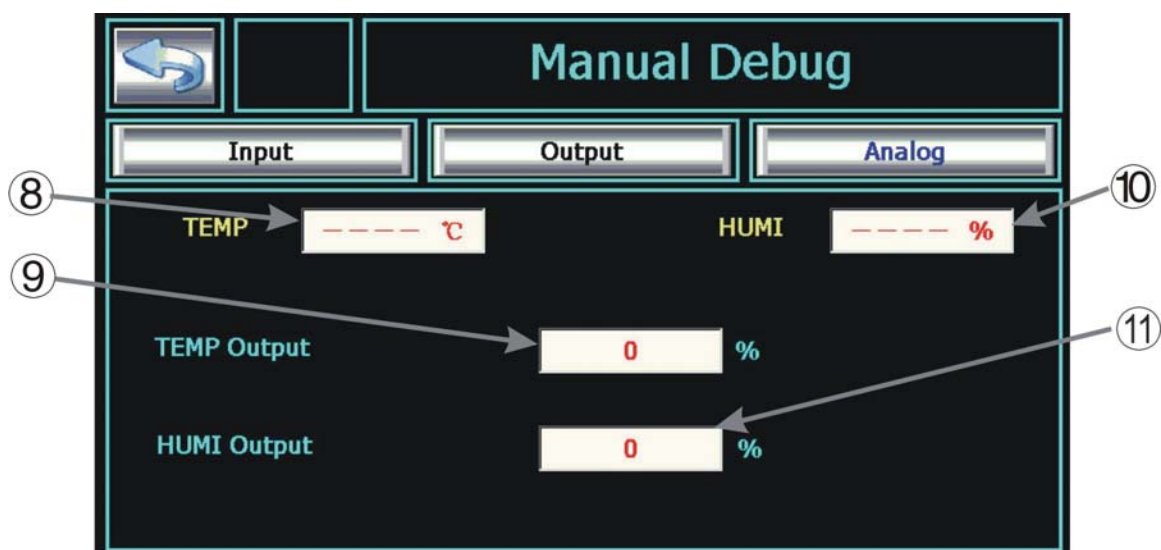 Manual Debug
Input Output Analog
⑧ ⑩
TEMP ---- ℃ HUMI ---- %
⑨
TEMP Output 0 % ⑪
HUMI Output 0 %